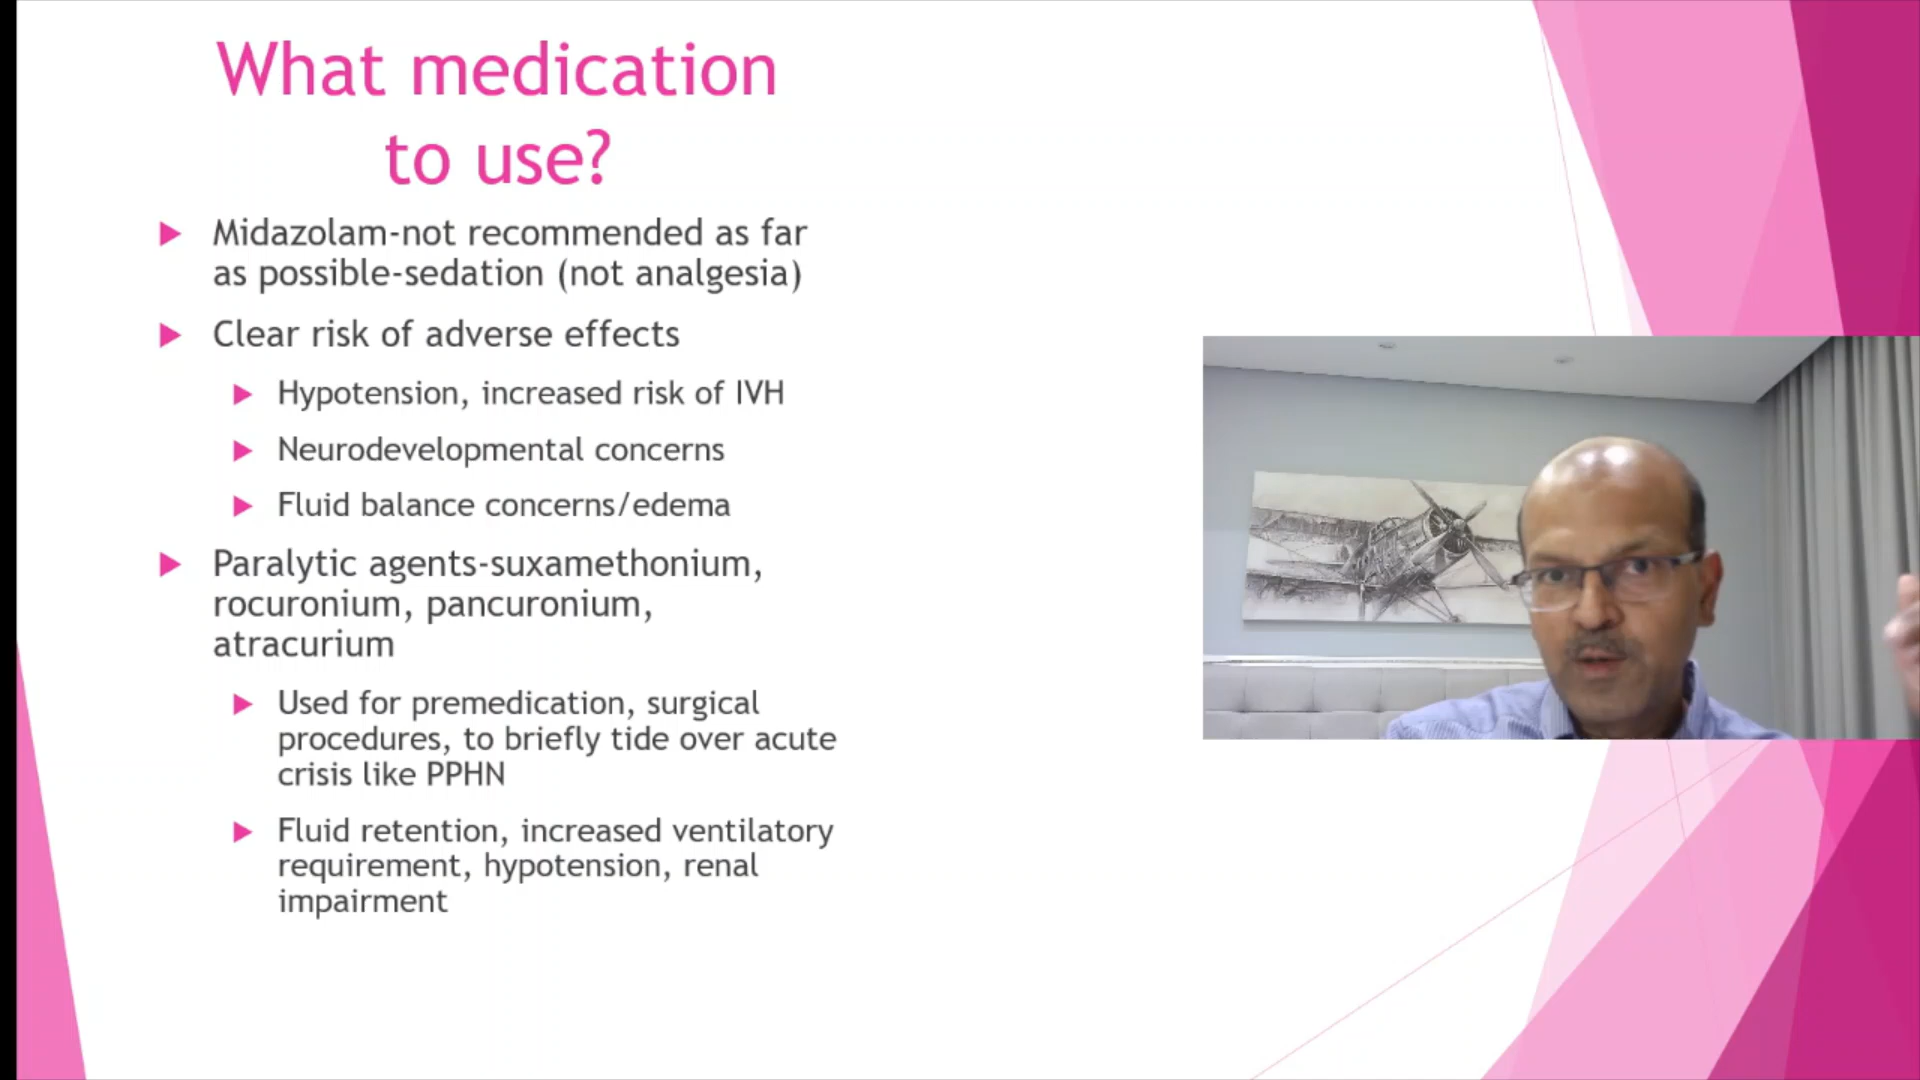 What medication
to use?
Midazolam-not recommended as far
as possible-sedation (not analgesia)
Clear risk of adverse effects
Hypotension, increased risk of IVH
Neurodevelopmental concerns
Fluid balance concerns/edema
Paralytic agents-suxamethonium,
rocuronium, pancuronium,
atracurium
Used for premedication, surgical
procedures, to briefly tide over acute
crisis like PPHN
Fluid retention, increased ventilatory
requirement, hypotension, renal
impairment